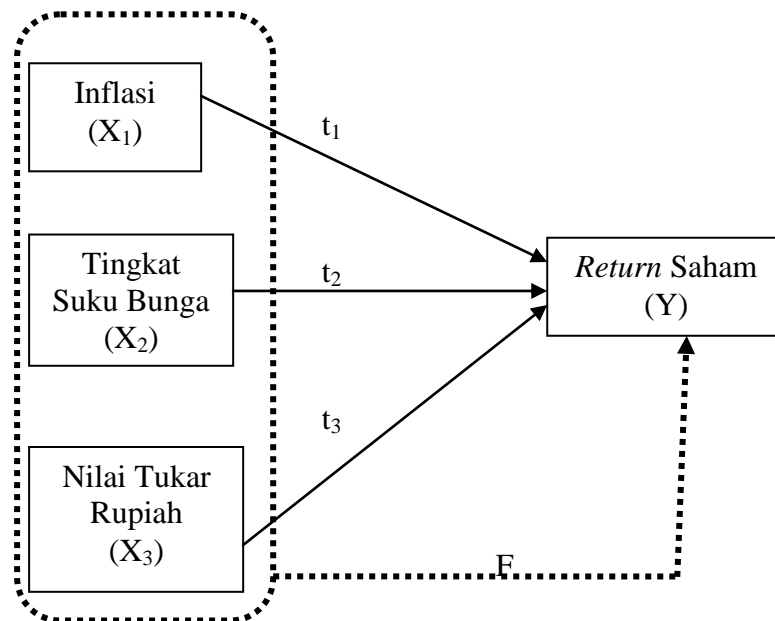 Inflasi
(X₁)
t₁
Tingkat
Suku Bunga
(X₂)
t₂
Return Saham
(Y)
t₃
Nilai Tukar
Rupiah
(X₃)
F